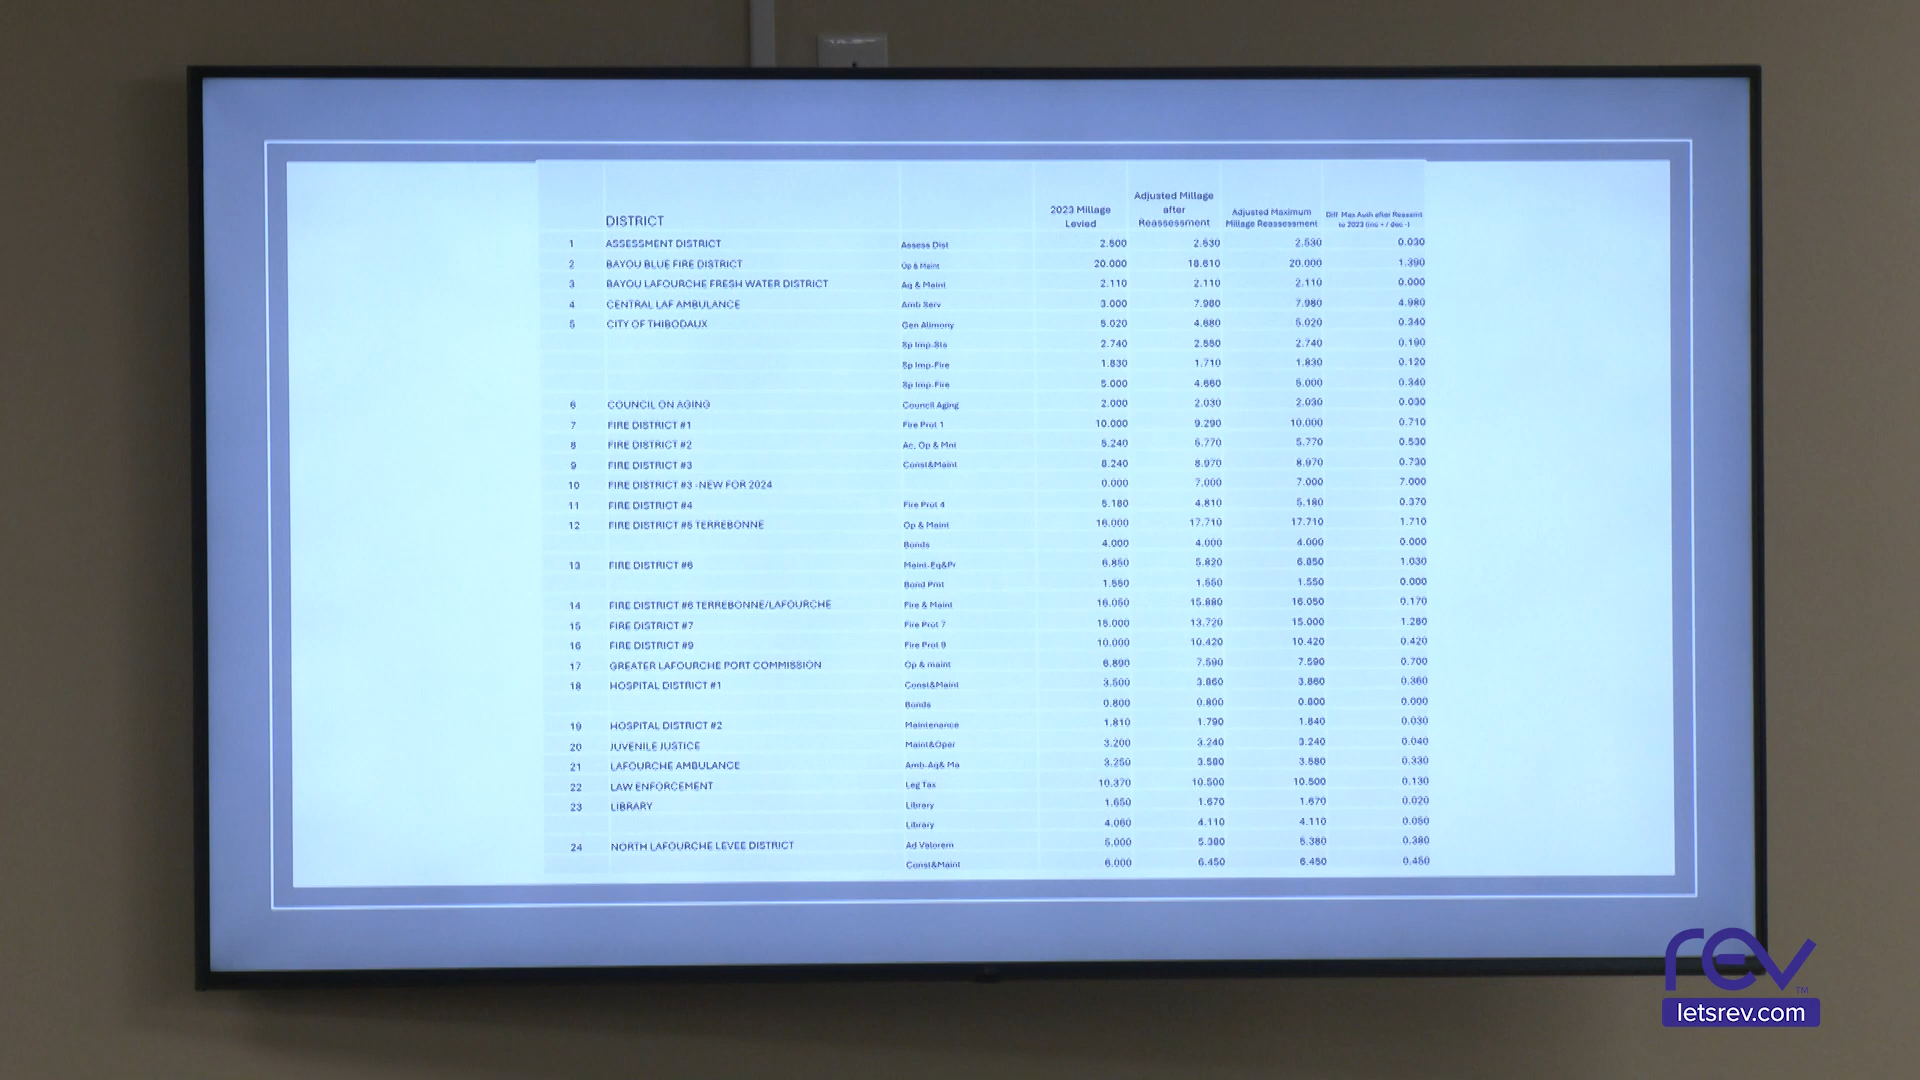 DISTRICT 2023 Millage Levied Adjusted Millage after Reassessment Adjusted Maximum Millage Reassessment Diff Max Auth after Reasmt to 2023 (inc + / dec -)
1 ASSESSMENT DISTRICT Assess Dist 2.500 2.530 2.530 0.030
2 BAYOU BLUE FIRE DISTRICT Op & Maint 20.000 18.610 20.000 1.390
3 BAYOU LAFOURCHE FRESH WATER DISTRICT Aq & Maint 2.110 2.110 2.110 0.000
4 CENTRAL LAF AMBULANCE Amb Serv 3.000 7.980 7.980 4.980
5 CITY OF THIBODAUX Gen Alimony 5.020 4.680 5.020 0.340
Sp Imp-Sts 2.740 2.550 2.740 0.190
Sp Imp-Fire 1.830 1.710 1.830 0.120
Sp Imp-Fire 5.000 4.660 5.000 0.340
6 COUNCIL ON AGING Council Aging 2.000 2.030 2.030 0.030
7 FIRE DISTRICT #1 Fire Prot 1 10.000 9.290 10.000 0.710
8 FIRE DISTRICT #2 Ac, Op & Mnt 5.240 5.770 5.770 0.530
9 FIRE DISTRICT #3 Const&Maint 8.240 8.970 8.970 0.730
10 FIRE DISTRICT #3 -NEW FOR 2024 0.000 7.000 7.000 7.000
11 FIRE DISTRICT #4 Fire Prot 4 5.180 4.810 5.180 0.370
12 FIRE DISTRICT #5 TERREBONNE Op & Maint 16.000 17.710 17.710 1.710
Bonds 4.000 4.000 4.000 0.000
13 FIRE DISTRICT #6 Maint-Eq&Pr 6.850 5.820 6.850 1.030
Bond Pmt 1.550 1.550 1.550 0.000
14 FIRE DISTRICT #6 TERREBONNE/LAFOURCHE Fire & Maint 16.050 15.880 16.050 0.170
15 FIRE DISTRICT #7 Fire Prot 7 15.000 13.720 15.000 1.280
16 FIRE DISTRICT #9 Fire Prot 9 10.000 10.420 10.420 0.420
17 GREATER LAFOURCHE PORT COMMISSION Op & maint 6.890 7.590 7.590 0.700
18 HOSPITAL DISTRICT #1 Const&Maint 3.500 3.860 3.860 0.360
Bonds 0.800 0.800 0.800 0.000
19 HOSPITAL DISTRICT #2 Maintenance 1.810 1.790 1.840 0.030
20 JUVENILE JUSTICE Maint&Oper 3.200 3.240 3.240 0.040
21 LAFOURCHE AMBULANCE Amb-Aq& Ma 3.250 3.580 3.580 0.330
22 LAW ENFORCEMENT Leg Tax 10.370 10.500 10.500 0.130
23 LIBRARY Library 1.650 1.670 1.670 0.020
Library 4.060 4.110 4.110 0.050
24 NORTH LAFOURCHE LEVEE DISTRICT Ad Valorem 5.000 5.380 5.380 0.380
Const&Maint 6.000 6.450 6.450 0.450
rev™
letsrev.com